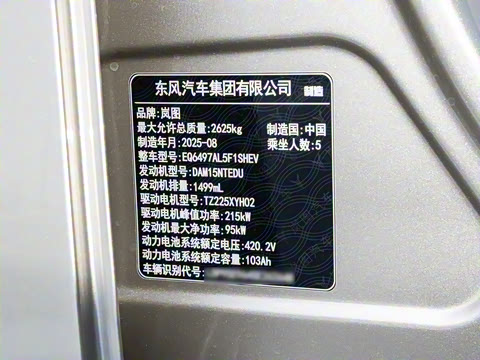 东风汽车集团有限公司 制造
品牌:岚图
最大允许总质量:2625kg 制造国:中国
制造年月:2025-08 乘坐人数:5
整车型号:EQ6497AL5F1SHEV
发动机型号:DAM15NTEDU
发动机排量:1499mL
驱动电机型号:TZ225XYH02
驱动电机峰值功率:215kW
发动机最大净功率:95kW
动力电池系统额定电压:420.2V
动力电池系统额定容量:103Ah
车辆识别代号: